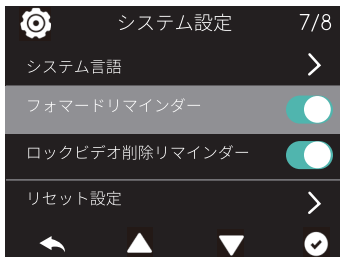 システム設定 7/8
システム言語
フォマードリマインダー
ロックビデオ削除リマインダー
リセット設定